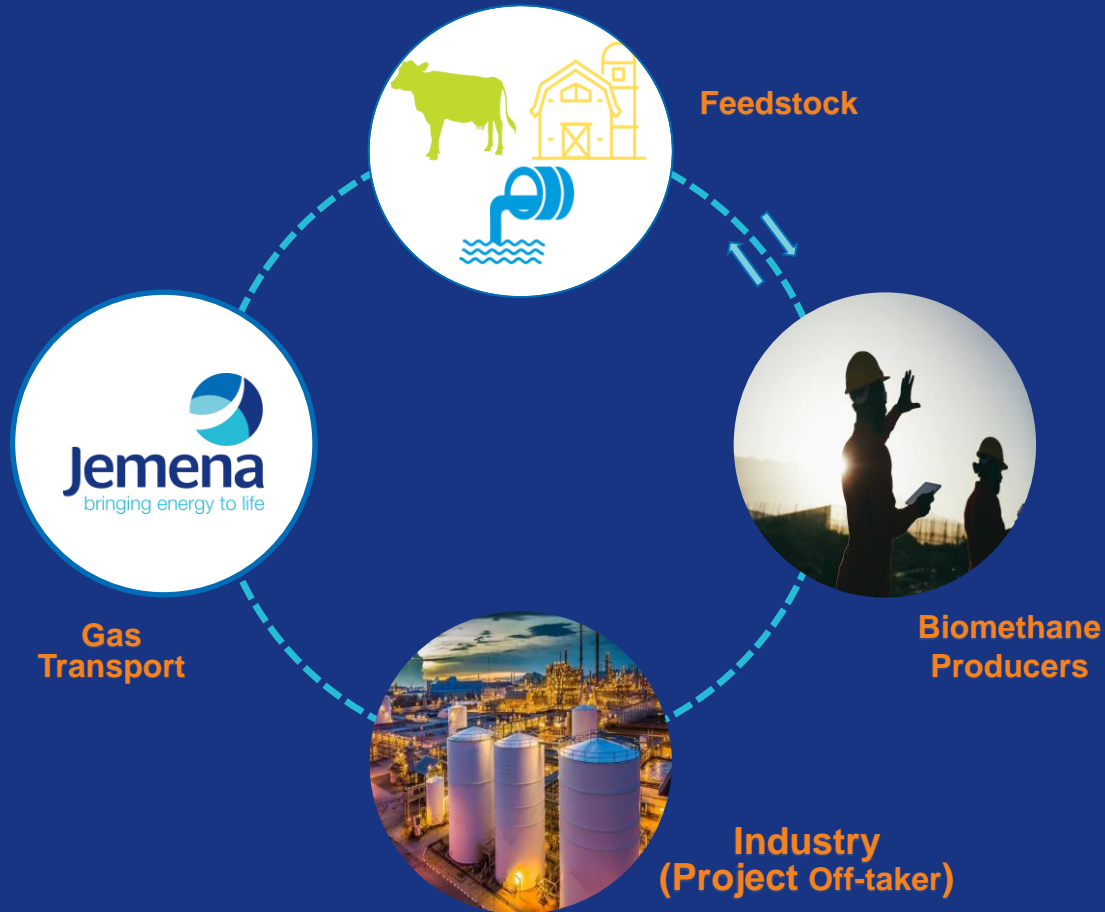 Feedstock
Jemena
bringing energy to life
Gas
Transport
Biomethane
Producers
Industry
(Project Off-taker)